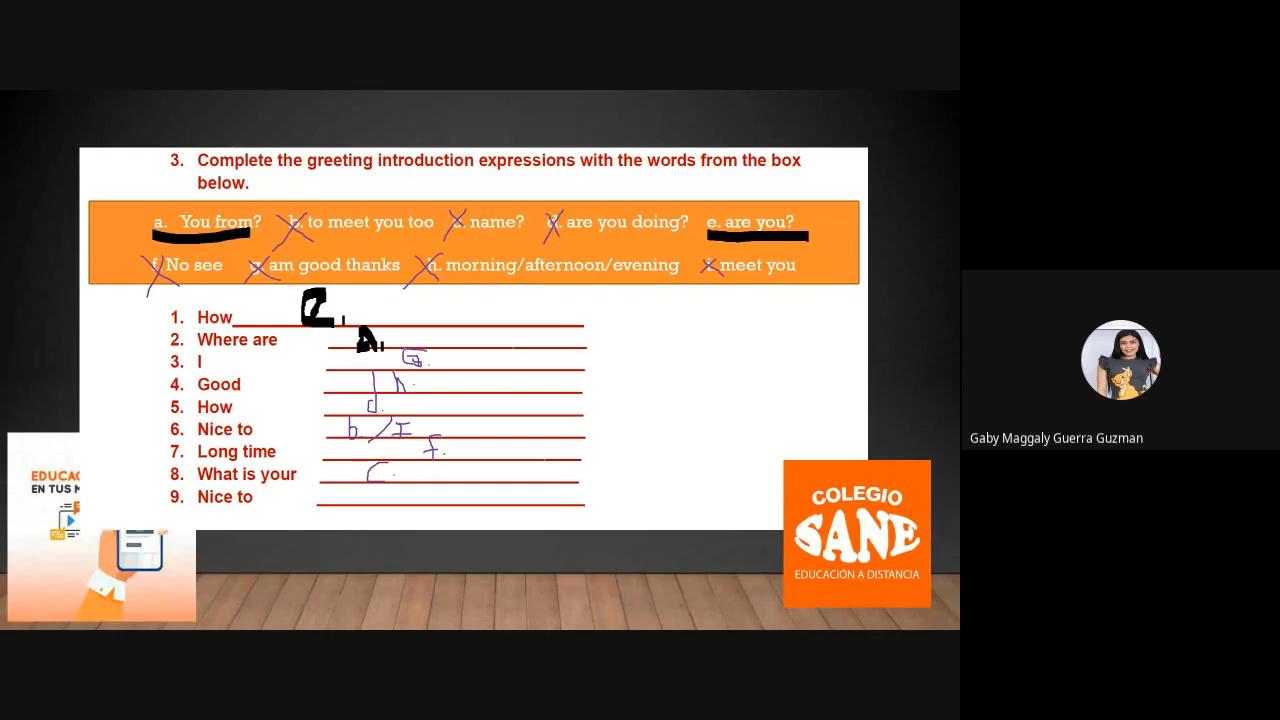 3. Complete the greeting introduction expressions with the words from the box
below.
a. You from? b. to meet you too c. name? d. are you doing? e. are you?
f. No see g. am good thanks h. morning/afternoon/evening i. meet you
1. How e.
2. Where are a.
3. I g.
4. Good h.
5. How d.
6. Nice to b. / I
7. Long time f.
8. What is your c.
9. Nice to
EDUCAC
EN TUS M
COLEGIO
SANE
EDUCACIÓN A DISTANCIA
Gaby Maggaly Guerra Guzman